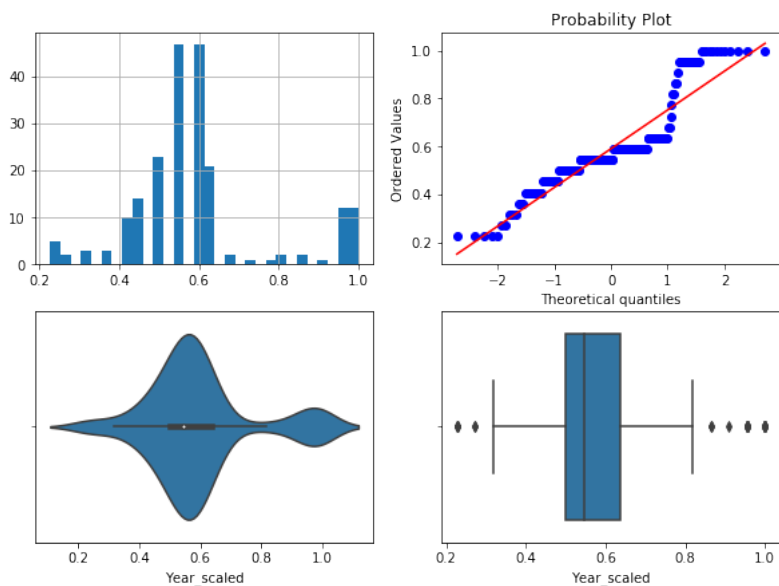 40
30
20
10
0
0.2 0.4 0.6 0.8 1.0
Probability Plot
Ordered Values
1.0
0.8
0.6
0.4
0.2
−2 −1 0 1 2
Theoretical quantiles
0.2 0.4 0.6 0.8 1.0
Year_scaled
0.2 0.4 0.6 0.8 1.0
Year_scaled